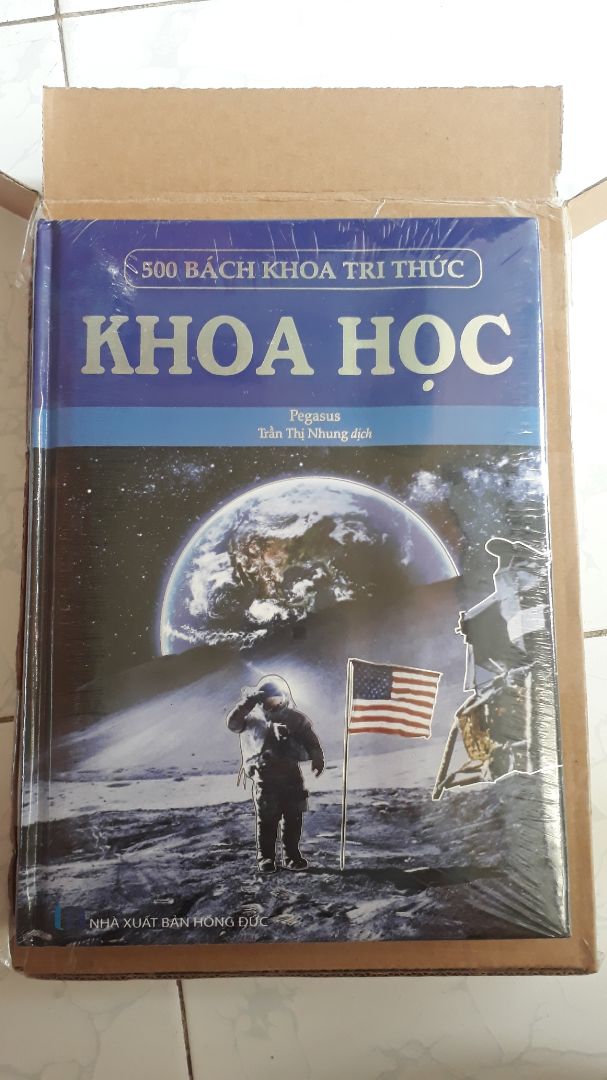 500 BÁCH KHOA TRI THỨC
KHOA HỌC
Pegasus
Trần Thị Nhung dịch
NHÀ XUẤT BẢN HỒNG ĐỨC